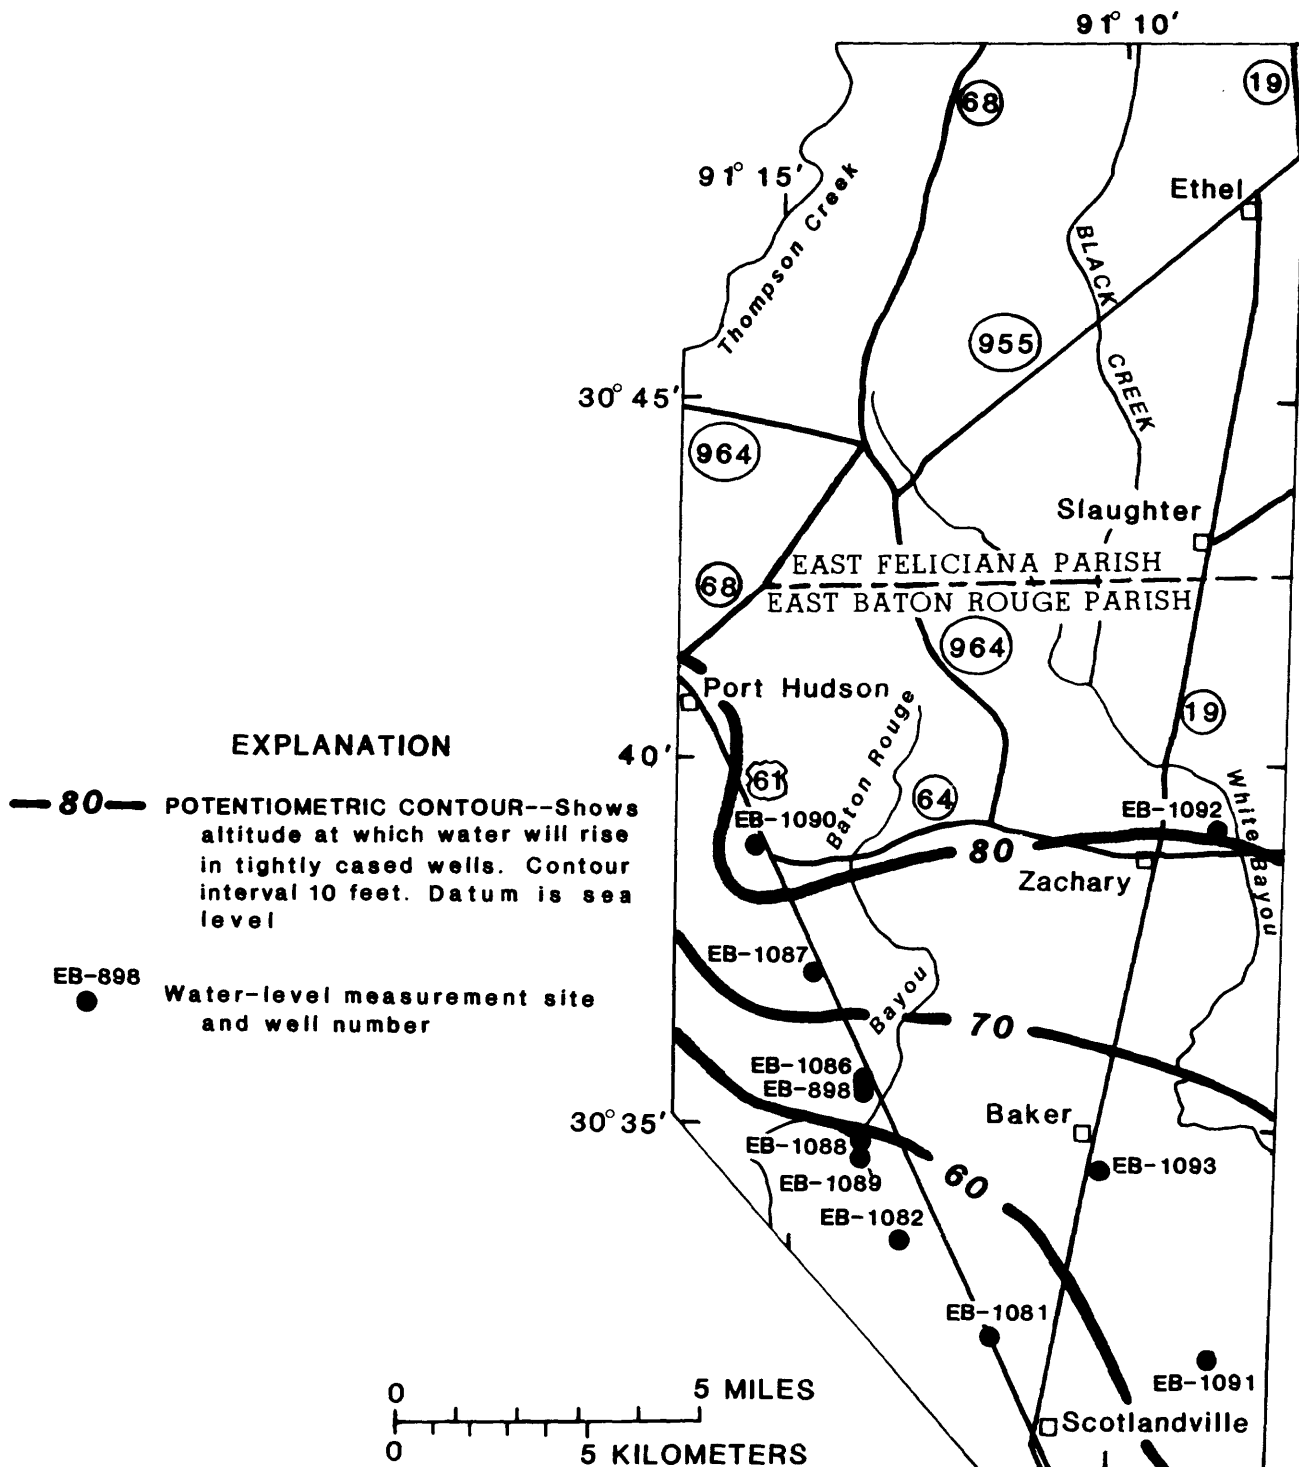 91° 10'
68
19
91° 15'
Thompson Creek
Ethel
BLACK
CREEK
955
30° 45'
964
Slaughter
EAST FELICIANA PARISH
68
EAST BATON ROUGE PARISH
964
Port Hudson
19
Baton Rouge
Bayou
40'
61
64
White Bayou
EB-1092
EB-1090
80
Zachary
EXPLANATION
80 POTENTIOMETRIC CONTOUR--Shows
altitude at which water will rise
in tightly cased wells. Contour
interval 10 feet. Datum is sea
level
EB-898
Water-level measurement site
and well number
EB-1087
70
EB-1086
EB-898
30° 35'
Baker
EB-1088
EB-1093
EB-1089
60
EB-1082
EB-1081
EB-1091
Scotlandville
0 5 MILES
0 5 KILOMETERS